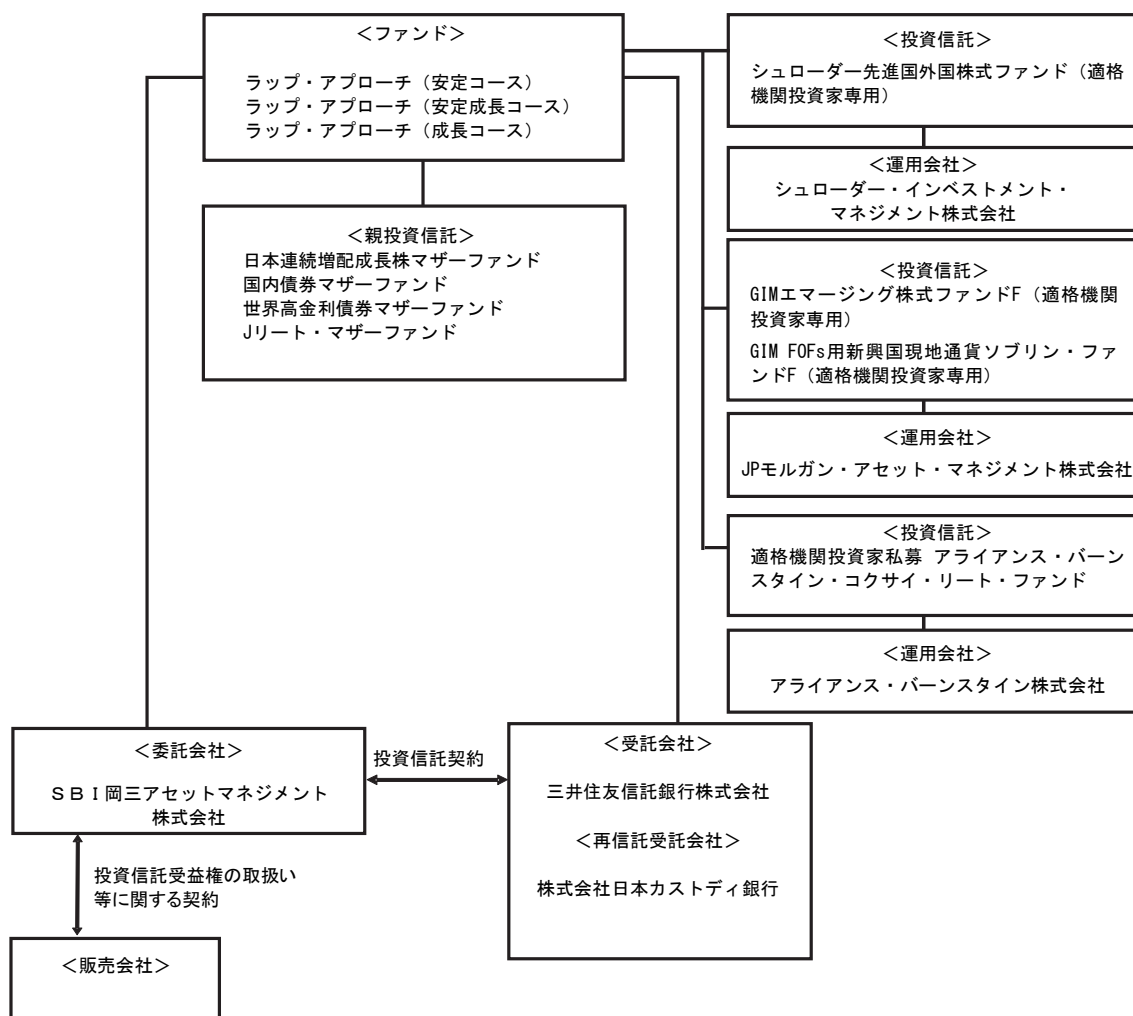 ＜ファンド＞
ラップ・アプローチ（安定コース）
ラップ・アプローチ（安定成長コース）
ラップ・アプローチ（成長コース）
＜親投資信託＞
日本連続増配成長株マザーファンド
国内債券マザーファンド
世界高金利債券マザーファンド
Jリート・マザーファンド
＜投資信託＞
シュローダー先進国外国株式ファンド（適格
機関投資家専用）
＜運用会社＞
シュローダー・インベストメント・
マネジメント株式会社
＜投資信託＞
GIMエマージング株式ファンドF（適格機関
投資家専用）
GIM FOFs用新興国現地通貨ソブリン・ファ
ンドF（適格機関投資家専用）
＜運用会社＞
JPモルガン・アセット・マネジメント株式会社
＜投資信託＞
適格機関投資家私募 アライアンス・バーン
スタイン・コクサイ・リート・ファンド
＜運用会社＞
アライアンス・バーンスタイン株式会社
＜委託会社＞
ＳＢＩ岡三アセットマネジメント
株式会社
投資信託契約
＜受託会社＞
三井住友信託銀行株式会社
＜再信託受託会社＞
株式会社日本カストディ銀行
投資信託受益権の取扱い
等に関する契約
＜販売会社＞